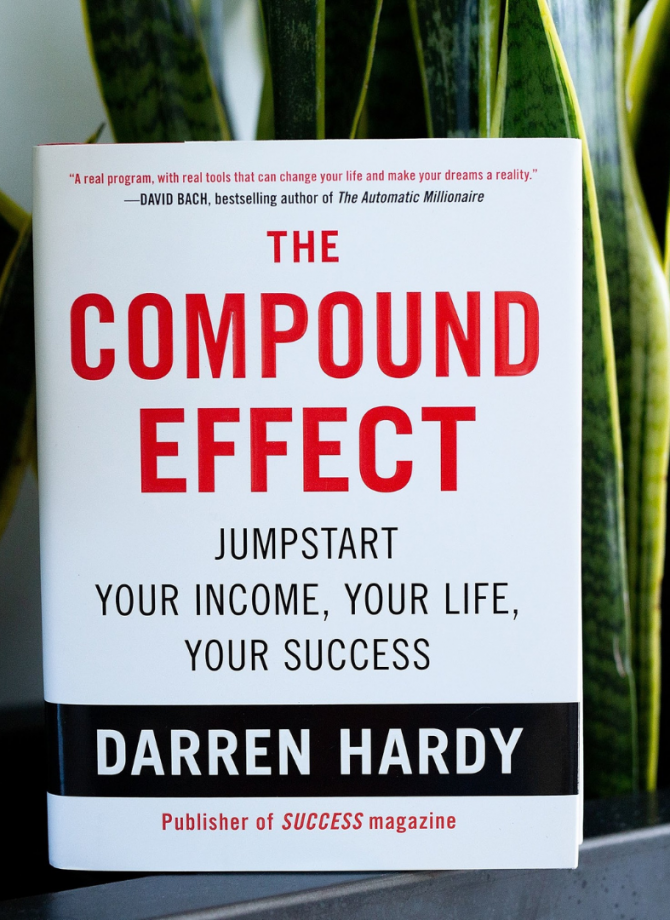 "A real program, with real tools that can change your life and make your dreams a reality."
—DAVID BACH, bestselling author of The Automatic Millionaire
THE
COMPOUND
EFFECT
JUMPSTART
YOUR INCOME, YOUR LIFE,
YOUR SUCCESS
DARREN HARDY
Publisher of SUCCESS magazine